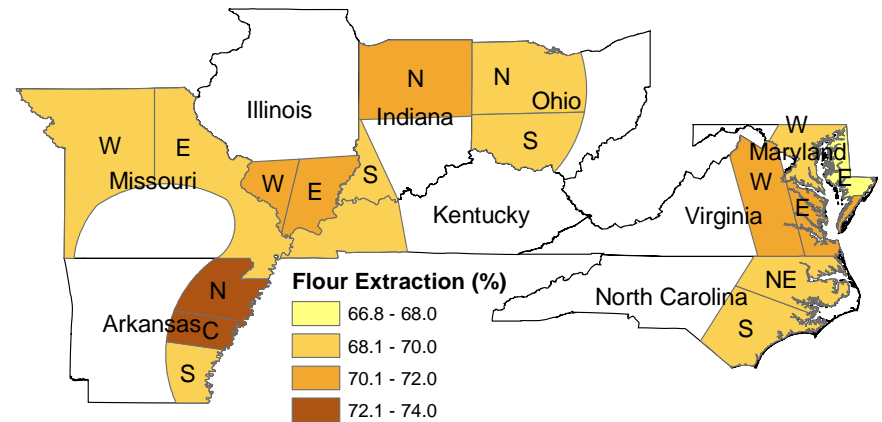 N
N
Illinois
Indiana
Ohio
W
W
E
S
Maryland
Missouri
S
W
E
W
E
E
Kentucky
Virginia
Flour Extraction (%)
NE
N
North Carolina
66.8 - 68.0
Arkansas
C
S
68.1 - 70.0
S
70.1 - 72.0
72.1 - 74.0